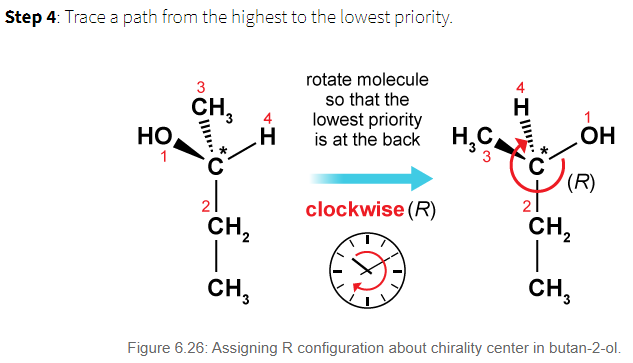 Step 4: Trace a path from the highest to the lowest priority.
rotate molecule
so that the
lowest priority
is at the back
clockwise (R)
3
CH3
HO
1
4
H
*
C
2
CH2
CH3
4
H
1
OH
H3C
3
*
C
(R)
2
CH2
CH3
Figure 6.26: Assigning R configuration about chirality center in butan-2-ol.